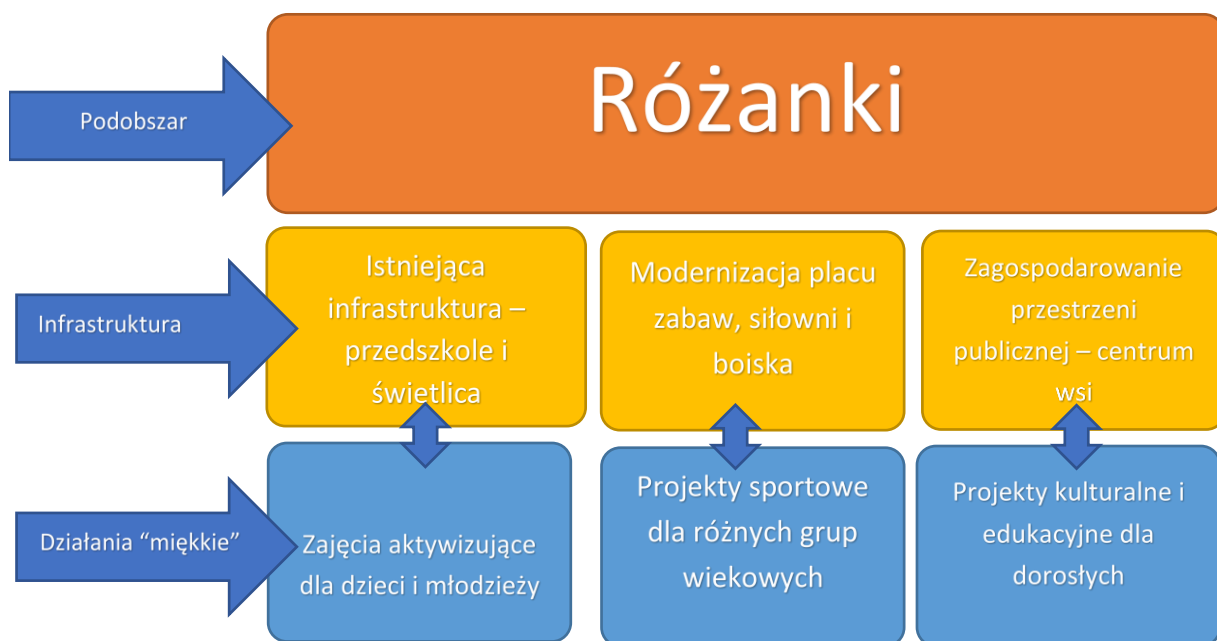 Podobszar
Różanki
Infrastruktura
Istniejąca
infrastruktura –
przedszkole i
świetlica
Modernizacja placu
zabaw, siłowni i
boiska
Zagospodarowanie
przestrzeni
publicznej – centrum
wsi
Działania “miękkie”
Zajęcia aktywizujące
dla dzieci i młodzieży
Projekty sportowe
dla różnych grup
wiekowych
Projekty kulturalne i
edukacyjne dla
dorosłych